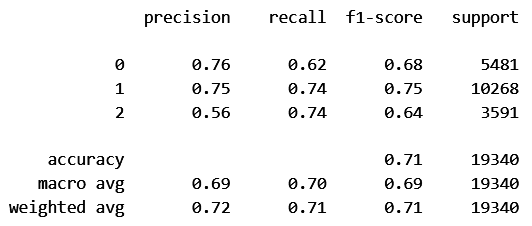 precision recall f1-score support
0 0.76 0.62 0.68 5481
1 0.75 0.74 0.75 10268
2 0.56 0.74 0.64 3591
accuracy 0.71 19340
macro avg 0.69 0.70 0.69 19340
weighted avg 0.72 0.71 0.71 19340